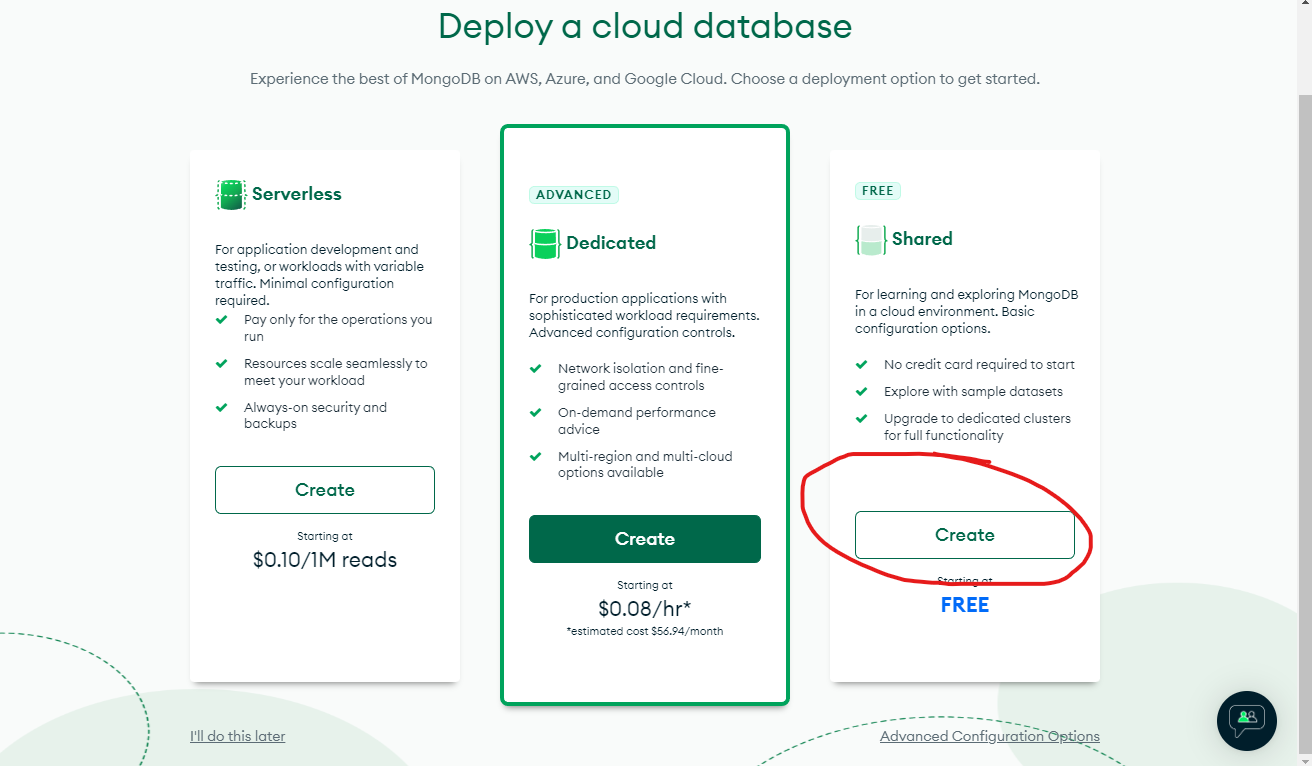 Deploy a cloud database
Experience the best of MongoDB on AWS, Azure, and Google Cloud. Choose a deployment option to get started.
Serverless
For application development and
testing, or workloads with variable
traffic. Minimal configuration
required.
Pay only for the operations you
run
Resources scale seamlessly to
meet your workload
Always-on security and
backups
Create
Starting at
$0.10/1M reads
ADVANCED
Dedicated
For production applications with
sophisticated workload requirements.
Advanced configuration controls.
Network isolation and fine-
grained access controls
On-demand performance
advice
Multi-region and multi-cloud
options available
Create
Starting at
$0.08/hr*
*estimated cost $56.94/month
FREE
Shared
For learning and exploring MongoDB
in a cloud environment. Basic
configuration options.
No credit card required to start
Explore with sample datasets
Upgrade to dedicated clusters
for full functionality
Create
Starting at
FREE
I'll do this later
Advanced Configuration Options